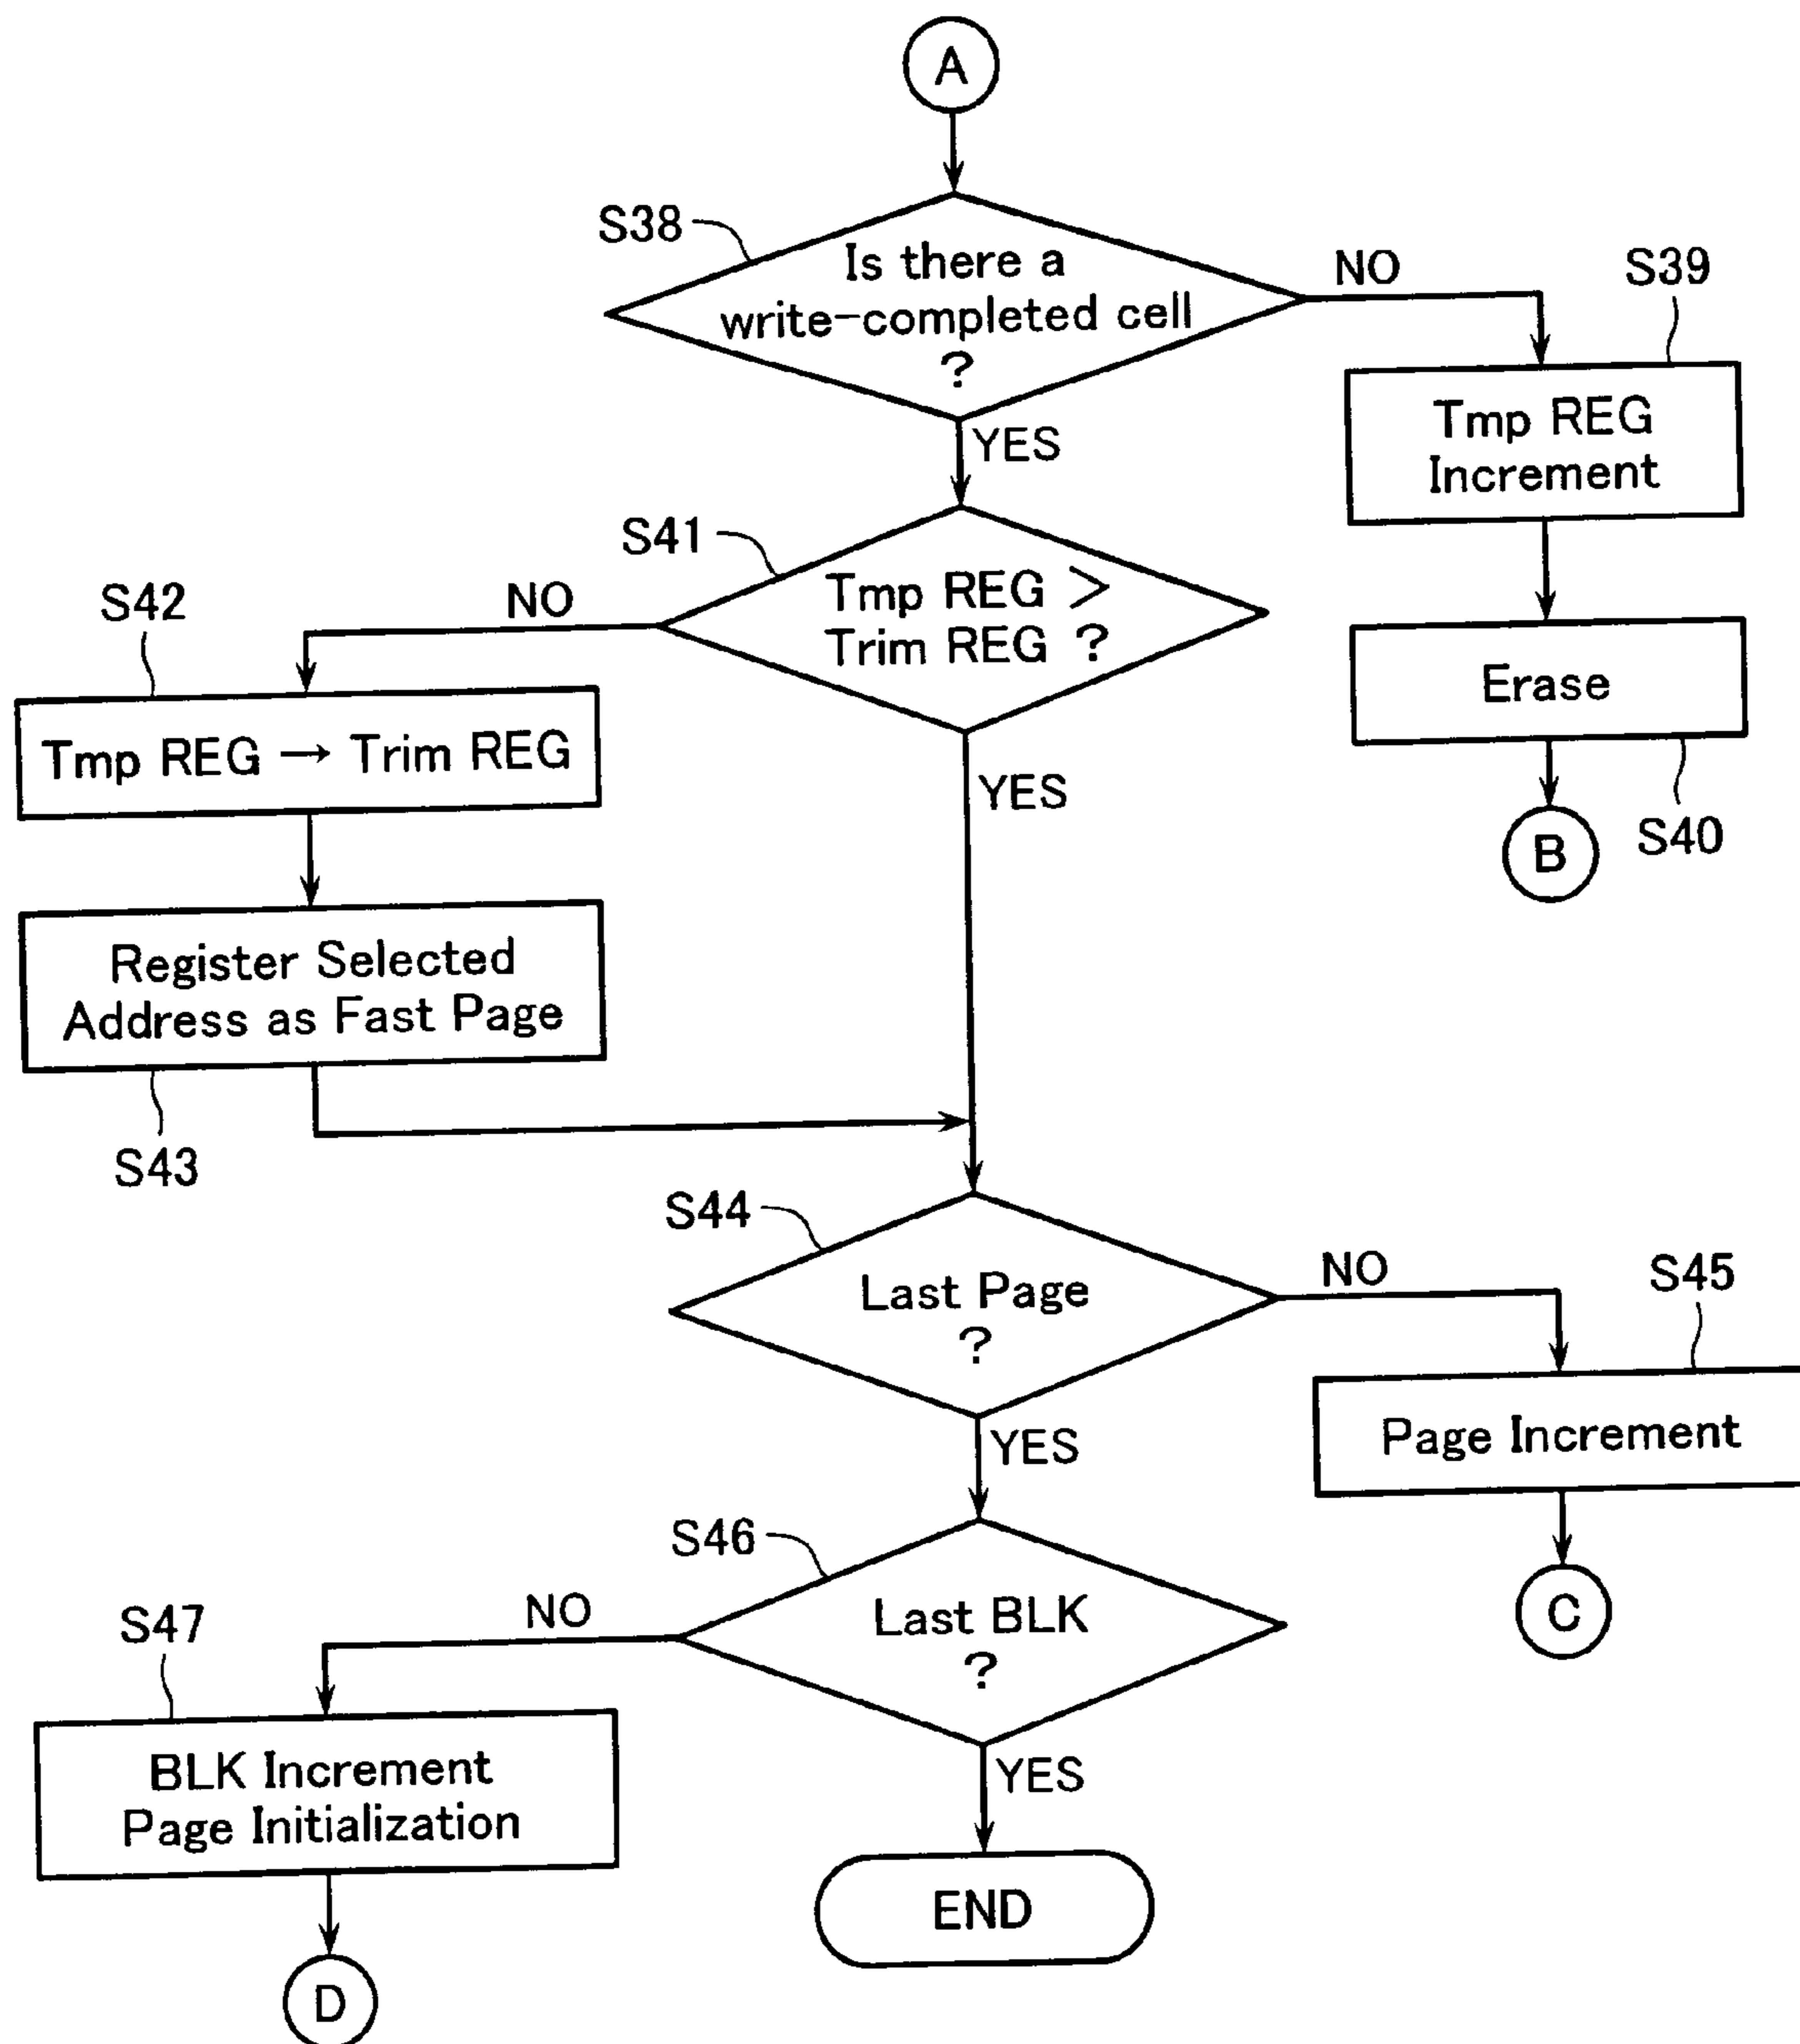 A
S38
Is there a
write-completed cell
?
NO
S39
Tmp REG
Increment
YES
S41
Tmp REG >
Trim REG ?
NO
S42
Tmp REG → Trim REG
Erase
YES
S40
B
Register Selected
Address as Fast Page
S43
S44
Last Page
?
NO
S45
Page Increment
YES
C
S46
Last BLK
?
NO
S47
BLK Increment
Page Initialization
YES
END
D